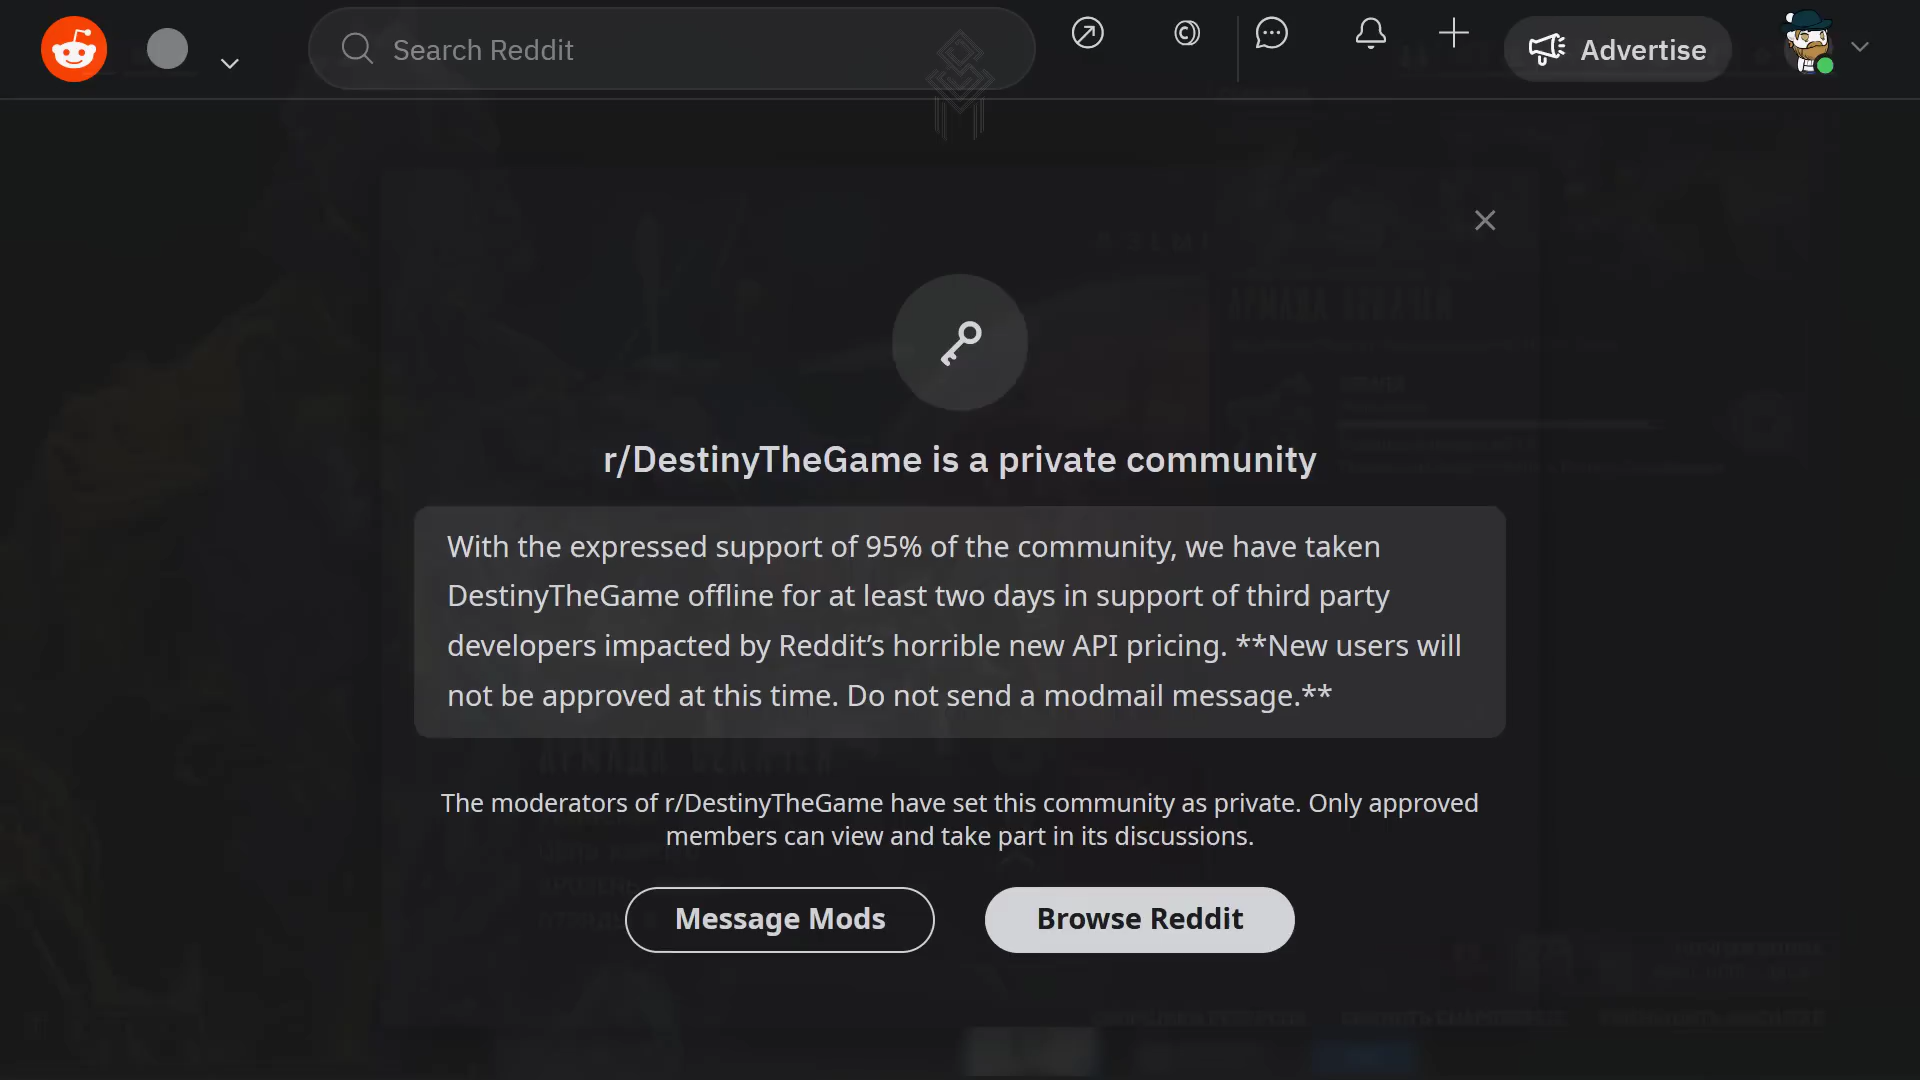 Search Reddit
Advertise
r/DestinyTheGame is a private community
With the expressed support of 95% of the community, we have taken
DestinyTheGame offline for at least two days in support of third party
developers impacted by Reddit’s horrible new API pricing. **New users will
not be approved at this time. Do not send a modmail message.**
The moderators of r/DestinyTheGame have set this community as private. Only approved
members can view and take part in its discussions.
Message Mods
Browse Reddit